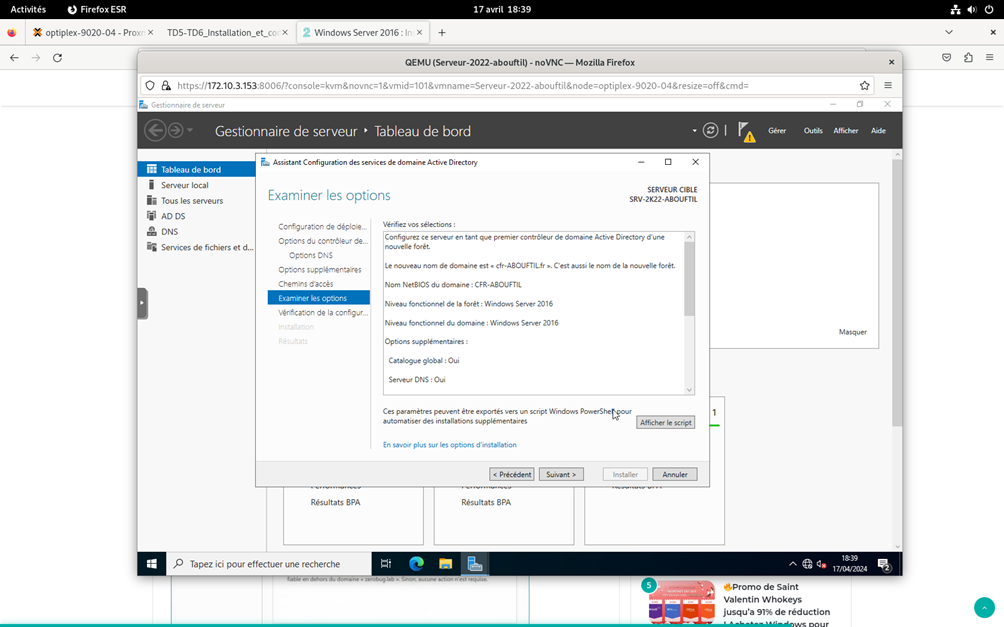 Activités
Firefox ESR
17 avril 18:39
optiplex-9020-04 - Proxm
TD5-TD6_Installation_et_co
Windows Server 2016 : In
QEMU (Serveur-2022-abouftil) - noVNC — Mozilla Firefox
https://172.10.3.153:8006/?console=kvm&novnc=1&vmid=101&vmname=Serveur-2022-abouftil&node=optiplex-9020-04&resize=off&cmd=
Gestionnaire de serveur
Gestionnaire de serveur
Tableau de bord
Gérer
Outils
Afficher
Aide
Tableau de bord
Serveur local
Tous les serveurs
AD DS
DNS
Services de fichiers et d...
Assistant Configuration des services de domaine Active Directory
Examiner les options
SERVEUR CIBLE
SRV-2K22-ABOUFTIL
Configuration de déploie...
Options du contrôleur de...
Options DNS
Options supplémentaires
Chemins d'accès
Examiner les options
Vérification de la configur...
Installation
Résultats
Vérifiez vos sélections :
Configurez ce serveur en tant que premier contrôleur de domaine Active Directory d'une
nouvelle forêt.
Le nouveau nom de domaine est « cfr-ABOUFTIL.fr ». C'est aussi le nom de la nouvelle forêt.
Nom NetBIOS du domaine : CFR-ABOUFTIL
Niveau fonctionnel de la forêt : Windows Server 2016
Niveau fonctionnel du domaine : Windows Server 2016
Options supplémentaires :
Catalogue global : Oui
Serveur DNS : Oui
Ces paramètres peuvent être exportés vers un script Windows PowerShell pour
automatiser des installations supplémentaires
Afficher le script
En savoir plus sur les options d'installation
< Précédent
Suivant >
Installer
Annuler
Masquer
1
Performances
Performances
Résultats BPA
Résultats BPA
Résultats BPA
Tapez ici pour effectuer une recherche
18:39
17/04/2024
2
fiable en dehors du domaine « zerobug.lab ». Sinon, aucune action n'est requise.
5
Promo de Saint
Valentin Whokeys
jusqu'à 91% de réduction
! Achetez Windows pour